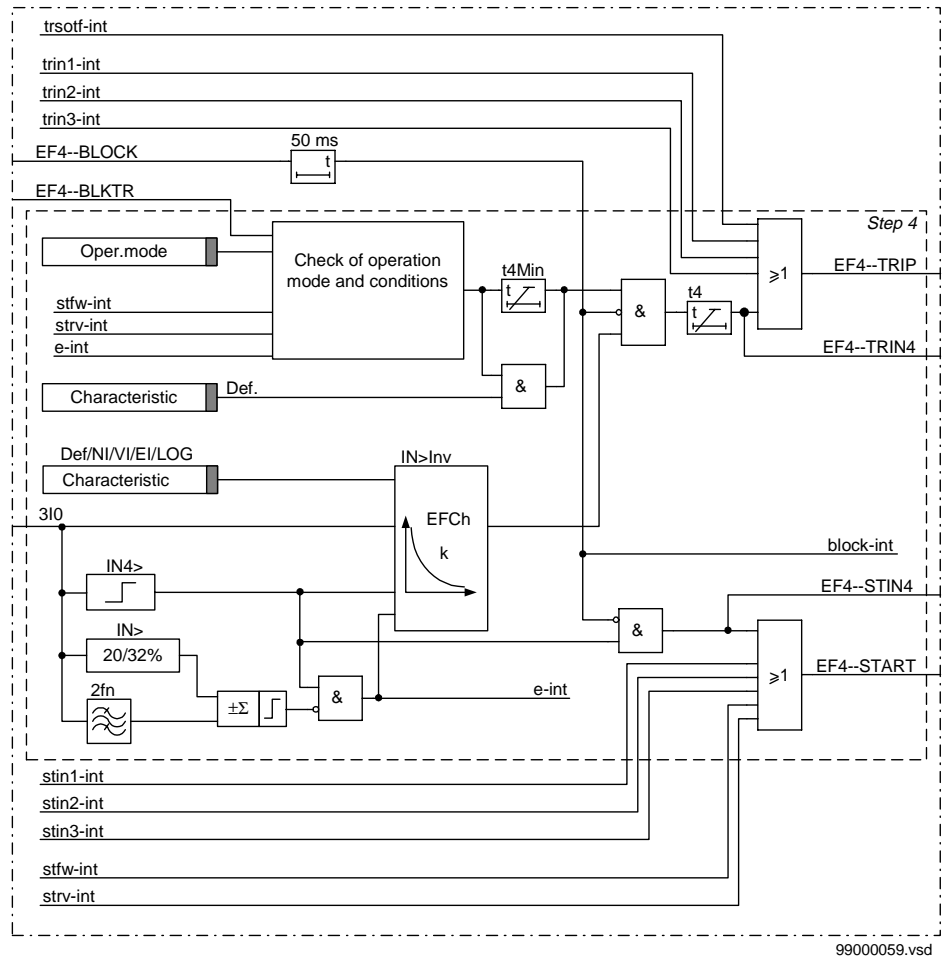 trsotf-int
trin1-int
trin2-int
trin3-int
50 ms
EF4--BLOCK
t
EF4--BLKTR
Step 4
Oper.mode
Check of operation
mode and conditions
t4Min
t
&
t4
t
≥1
EF4--TRIP
stfw-int
strv-int
e-int
EF4--TRIN4
&
Characteristic
Def.
Def/NI/VI/EI/LOG
Characteristic
IN>Inv
3I0
EFCh
k
block-int
IN4>
EF4--STIN4
&
IN>
20/32%
≥1
EF4--START
2fn
±Σ
&
e-int
stin1-int
stin2-int
stin3-int
stfw-int
strv-int
99000059.vsd